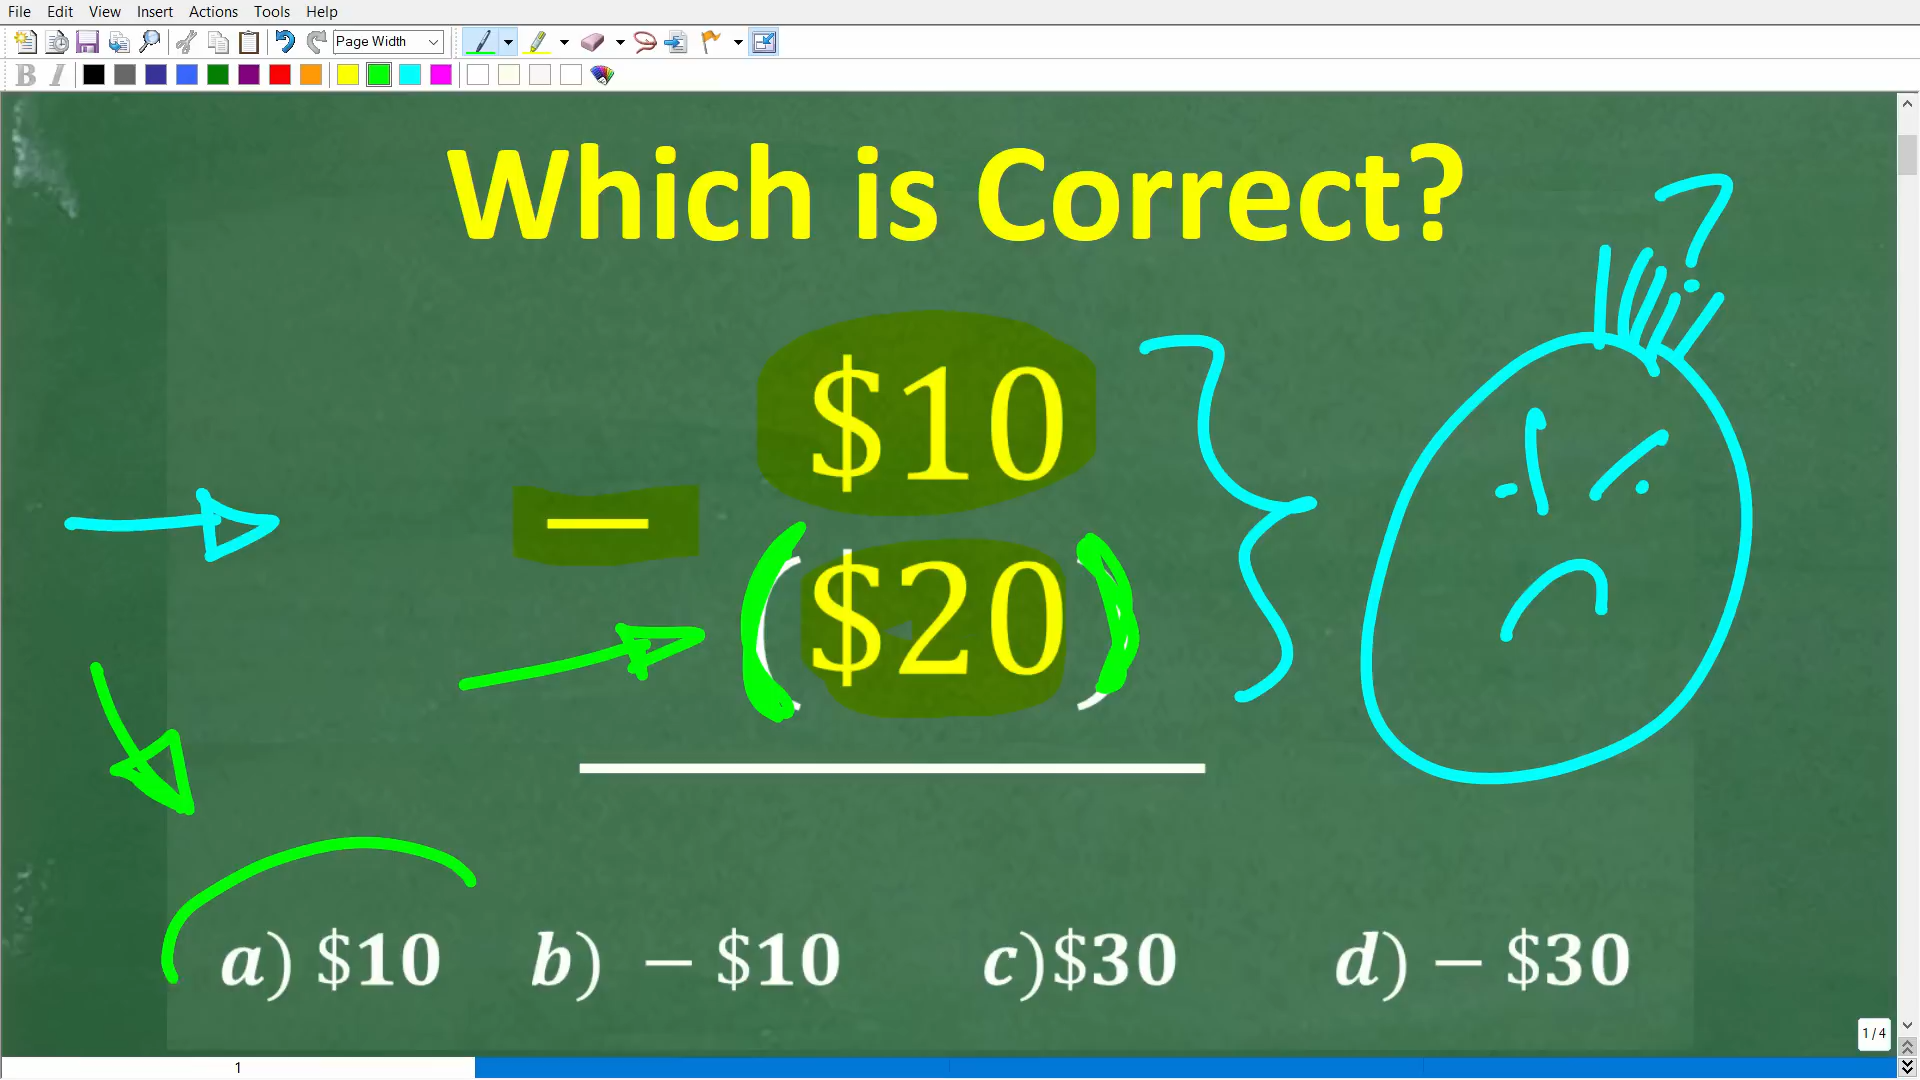 File Edit View Insert Actions Tools Help
Page Width
B I
Which is Correct?
?
$10
−
($20)
a) $10 b) − $10 c)$30 d) − $30
1 / 4
1